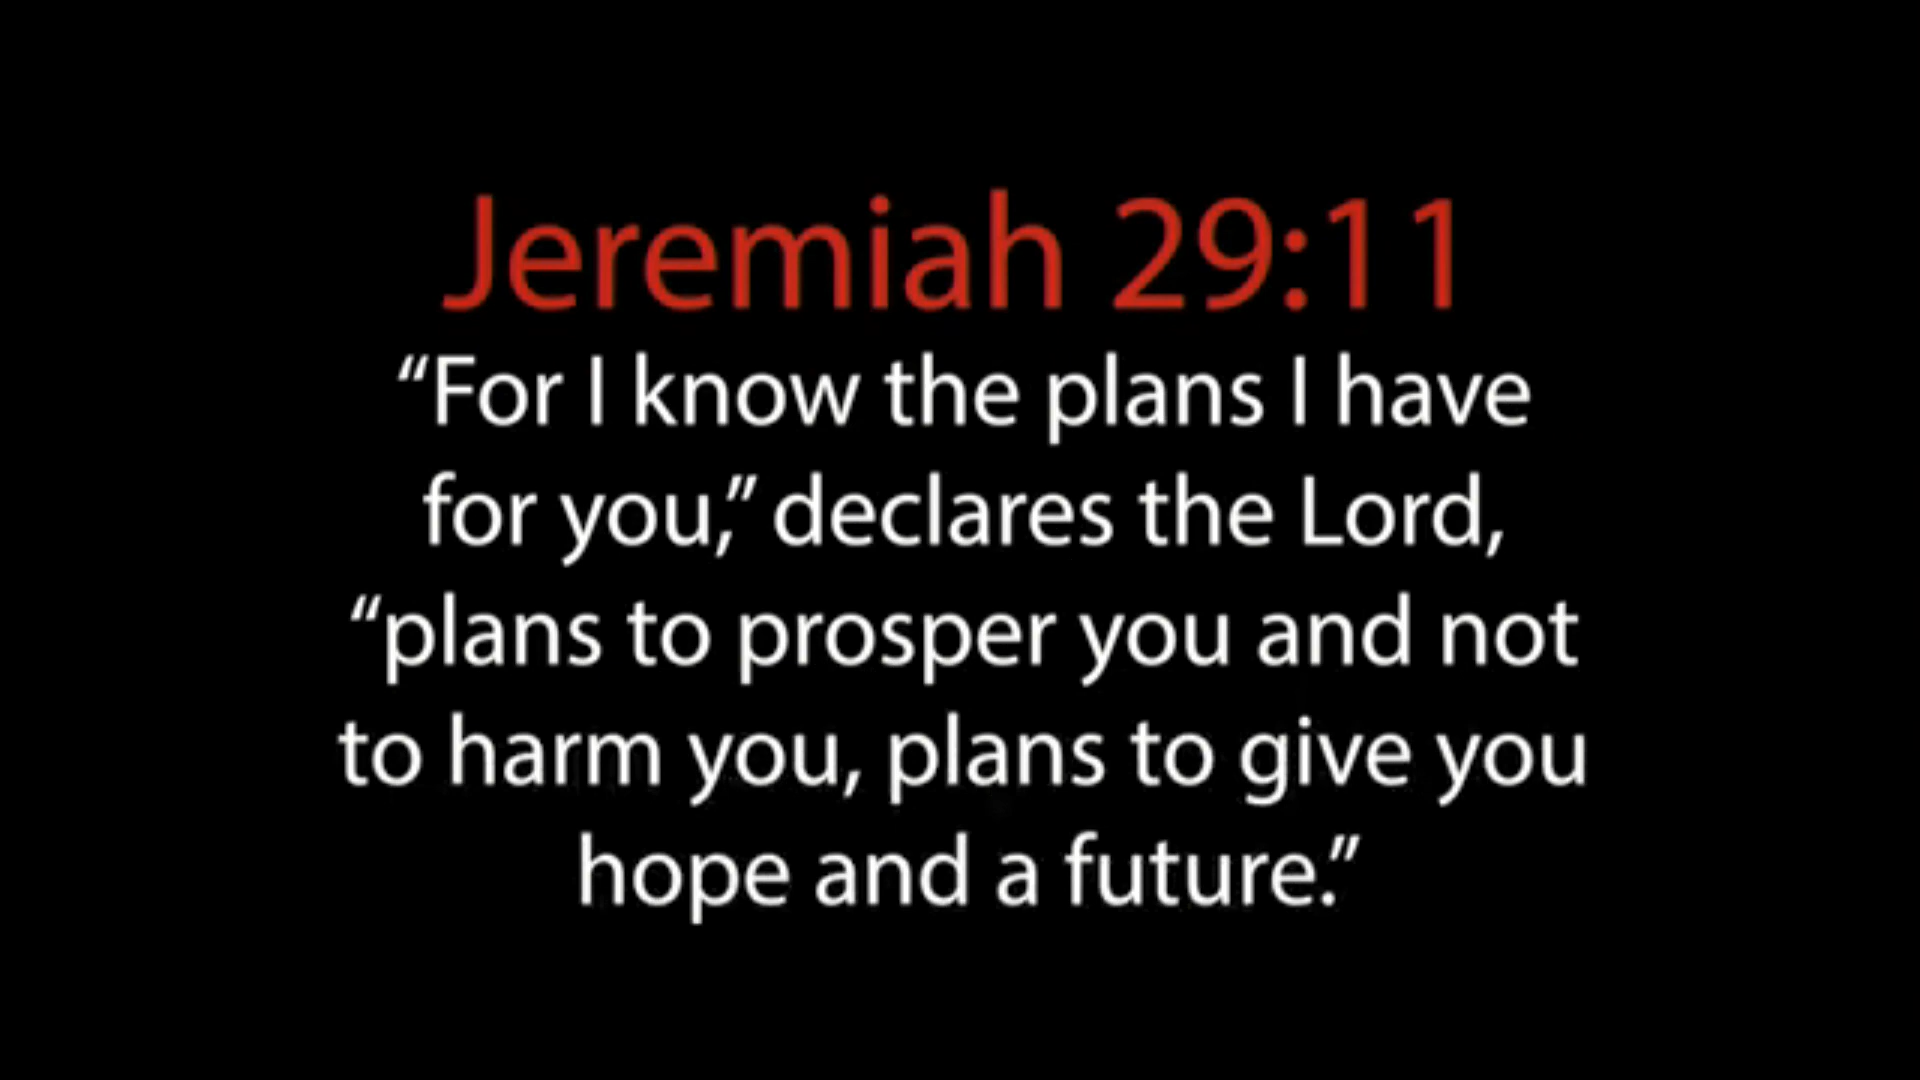 Jeremiah 29:11
“For I know the plans I have
for you,” declares the Lord,
“plans to prosper you and not
to harm you, plans to give you
hope and a future.”